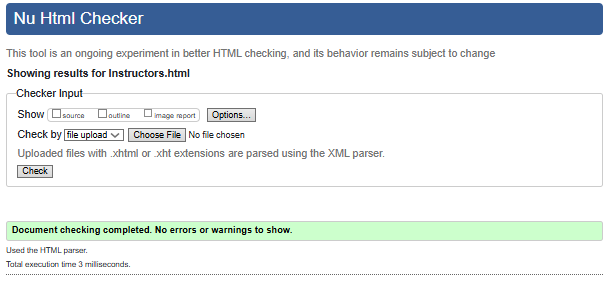 Nu Html Checker
This tool is an ongoing experiment in better HTML checking, and its behavior remains subject to change
Showing results for Instructors.html
Checker Input
Show source outline image report Options...
Check by file upload Choose File No file chosen
Uploaded files with .xhtml or .xht extensions are parsed using the XML parser.
Check
Document checking completed. No errors or warnings to show.
Used the HTML parser.
Total execution time 3 milliseconds.